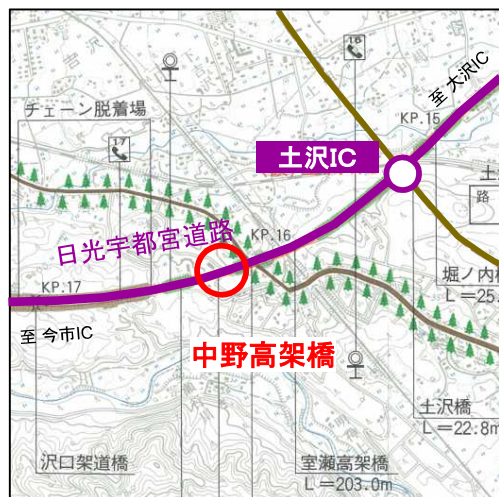 16
至 大沢IC
KP.15
チェーン脱着場
17
土沢IC
路
日光宇都宮道路
KP.16
堀ノ内橋
L=25.
KP.17
至 今市IC
中野高架橋
土沢橋
L=22.8m
沢口架道橋
室瀬高架橋
L=203.0m